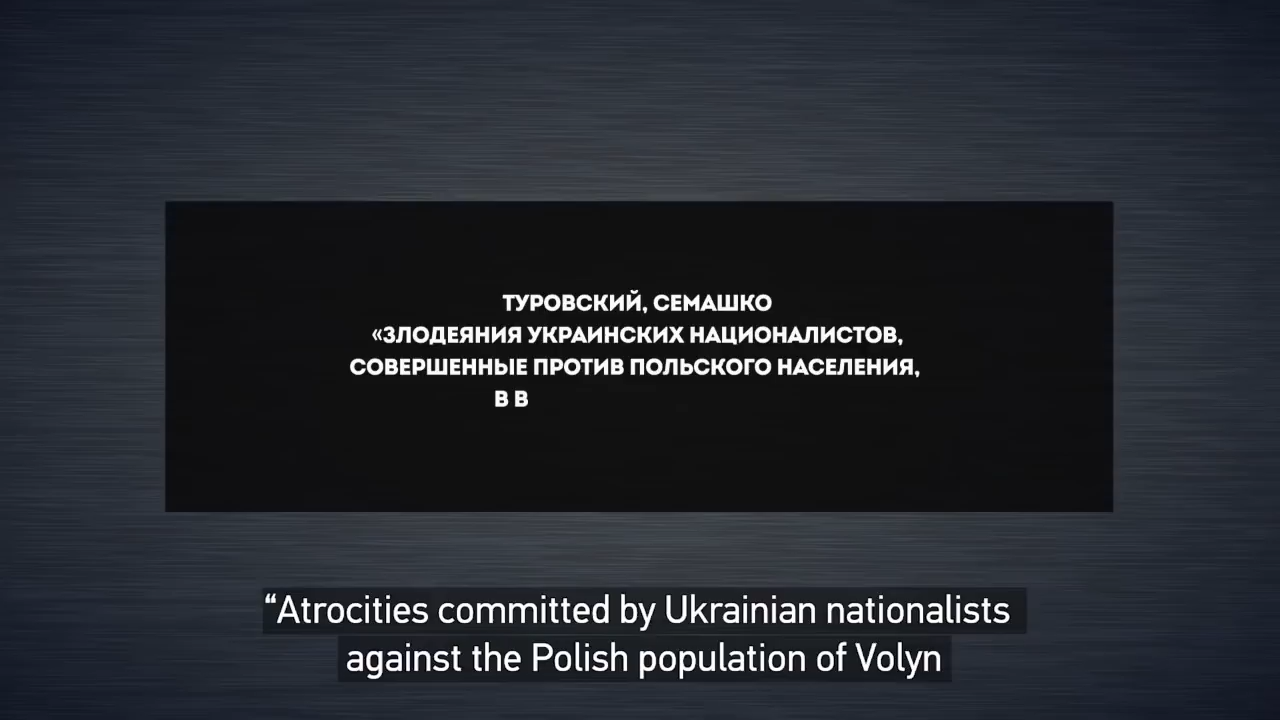 ТУРОВСКИЙ, СЕМАШКО
«ЗЛОДЕЯНИЯ УКРАИНСКИХ НАЦИОНАЛИСТОВ,
СОВЕРШЕННЫЕ ПРОТИВ ПОЛЬСКОГО НАСЕЛЕНИЯ,
В В
“Atrocities committed by Ukrainian nationalists
against the Polish population of Volyn